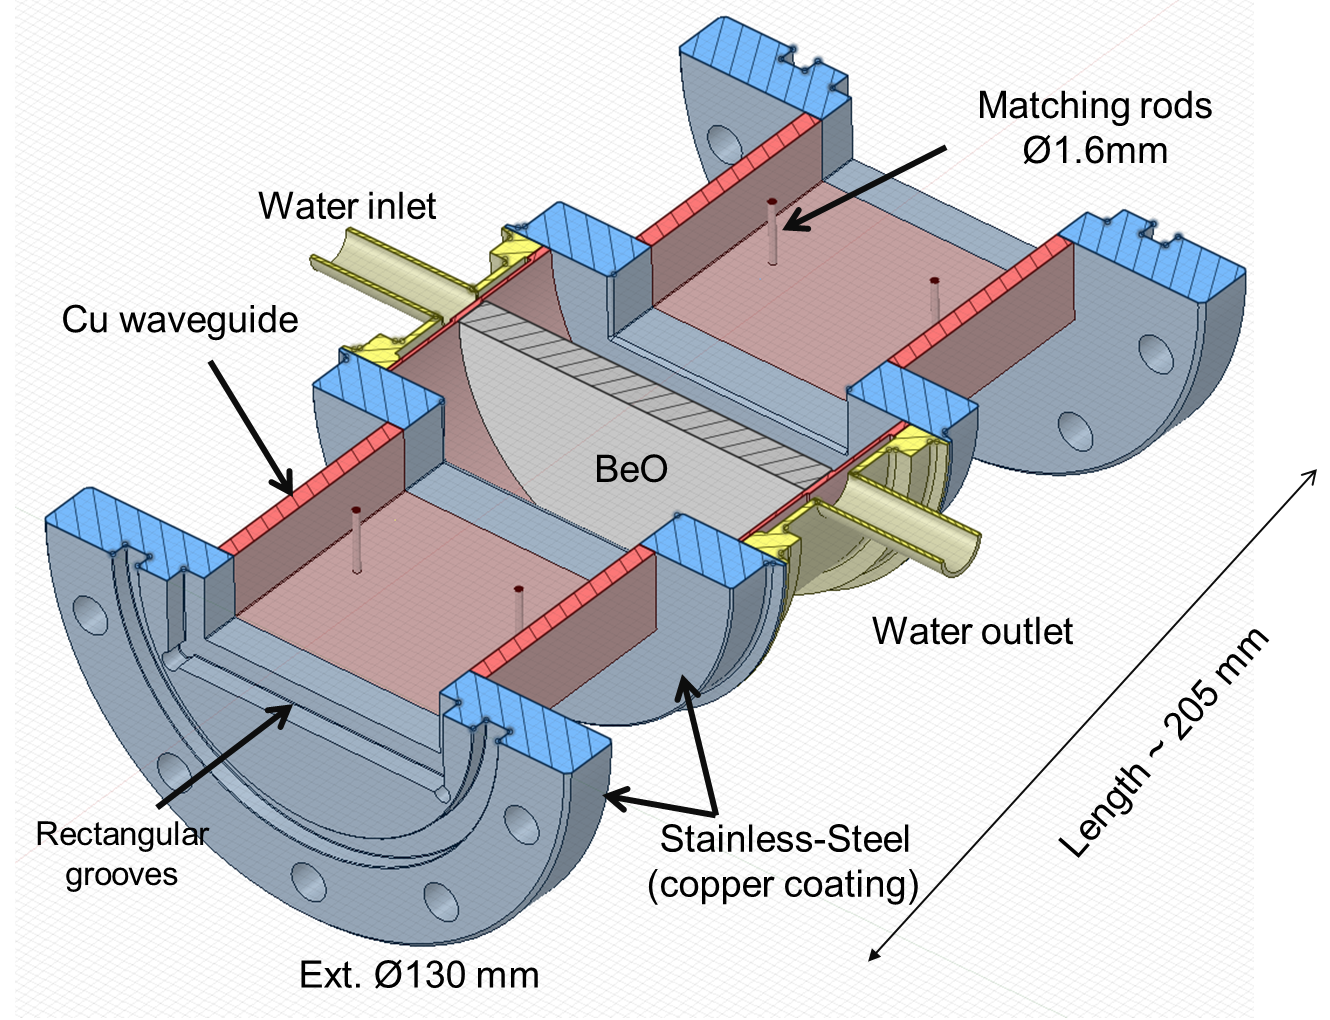 Matching rods
Ø1.6mm
Water inlet
Cu waveguide
BeO
Water outlet
Length ~ 205 mm
Rectangular
grooves
Stainless-Steel
(copper coating)
Ext. Ø130 mm